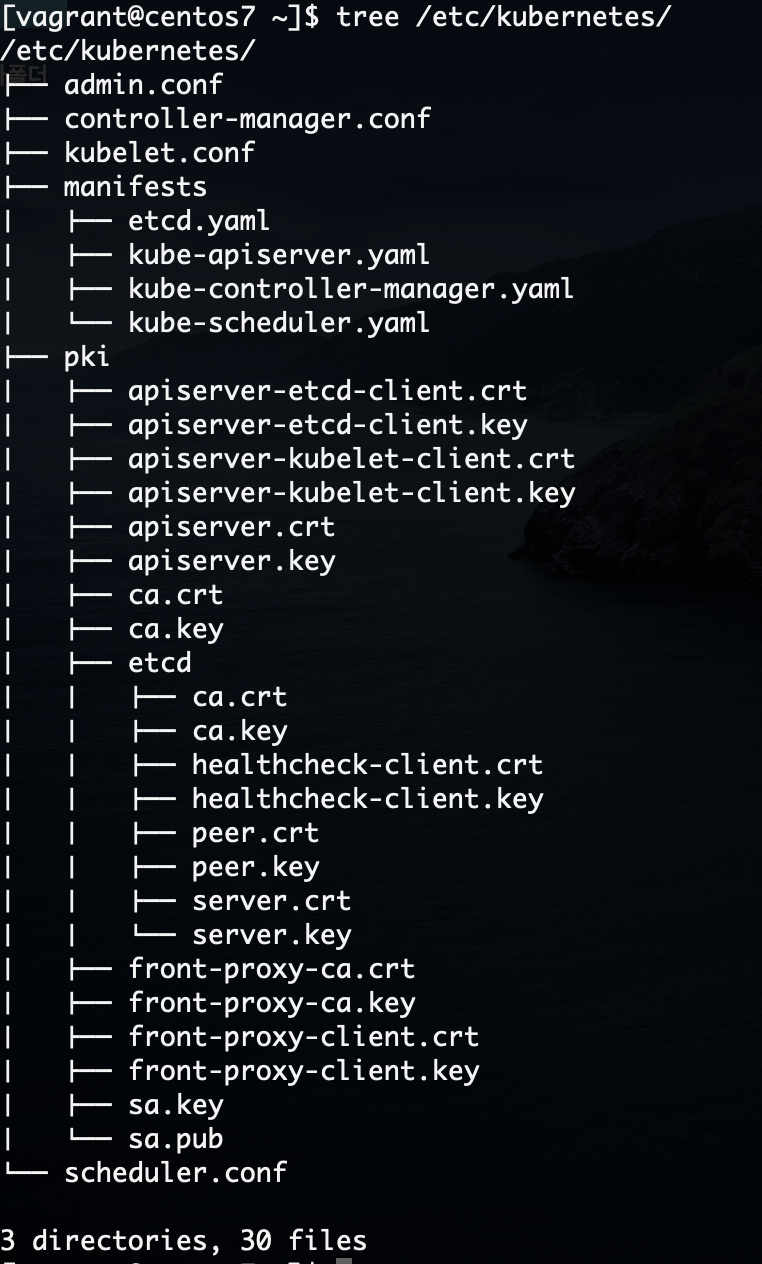 [vagrant@centos7 ~]$ tree /etc/kubernetes/
/etc/kubernetes/
├── admin.conf
├── controller-manager.conf
├── kubelet.conf
├── manifests
│   ├── etcd.yaml
│   ├── kube-apiserver.yaml
│   ├── kube-controller-manager.yaml
│   └── kube-scheduler.yaml
├── pki
│   ├── apiserver-etcd-client.crt
│   ├── apiserver-etcd-client.key
│   ├── apiserver-kubelet-client.crt
│   ├── apiserver-kubelet-client.key
│   ├── apiserver.crt
│   ├── apiserver.key
│   ├── ca.crt
│   ├── ca.key
│   ├── etcd
│   │   ├── ca.crt
│   │   ├── ca.key
│   │   ├── healthcheck-client.crt
│   │   ├── healthcheck-client.key
│   │   ├── peer.crt
│   │   ├── peer.key
│   │   ├── server.crt
│   │   └── server.key
│   ├── front-proxy-ca.crt
│   ├── front-proxy-ca.key
│   ├── front-proxy-client.crt
│   ├── front-proxy-client.key
│   ├── sa.key
│   └── sa.pub
└── scheduler.conf
3 directories, 30 files